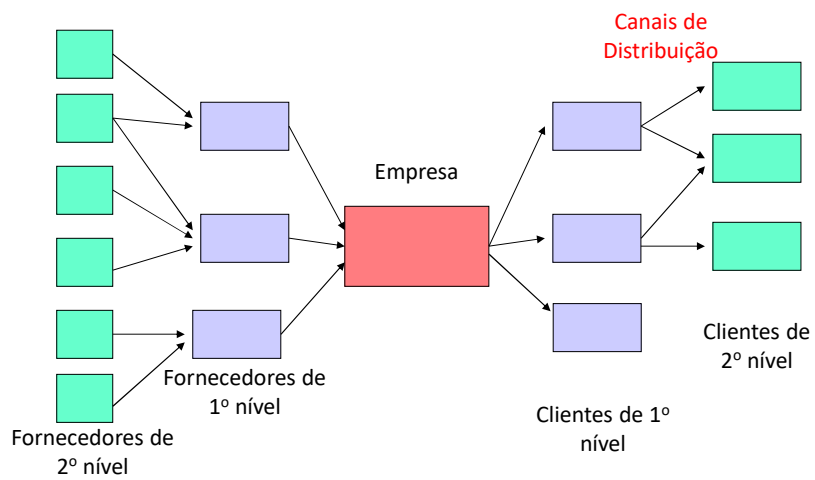 Canais de
Distribuição
Empresa
Fornecedores de
1º nível
Fornecedores de
2º nível
Clientes de 1º
nível
Clientes de
2º nível